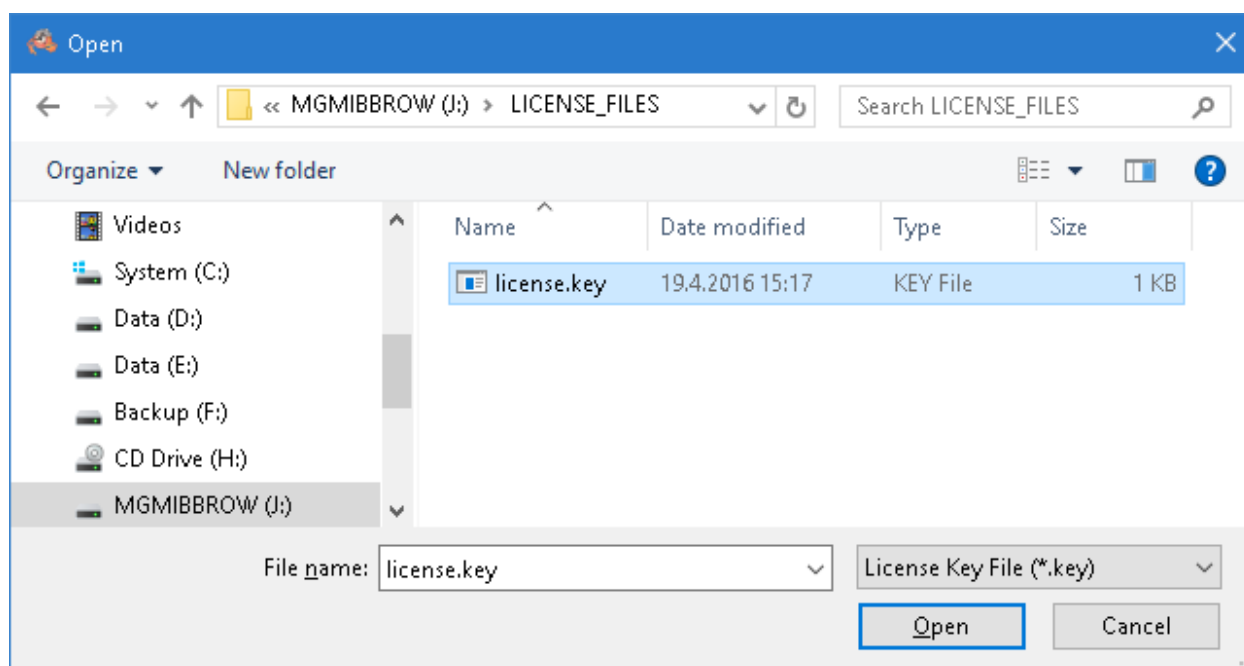 Open
« MGMIBBROW (J:) > LICENSE_FILES
Search LICENSE_FILES
Organize
New folder
?
Videos
System (C:)
Data (D:)
Data (E:)
Backup (F:)
CD Drive (H:)
MGMIBBROW (J:)
Name Date modified Type Size
license.key 19.4.2016 15:17 KEY File 1 KB
File name: license.key
License Key File (*.key)
Open
Cancel